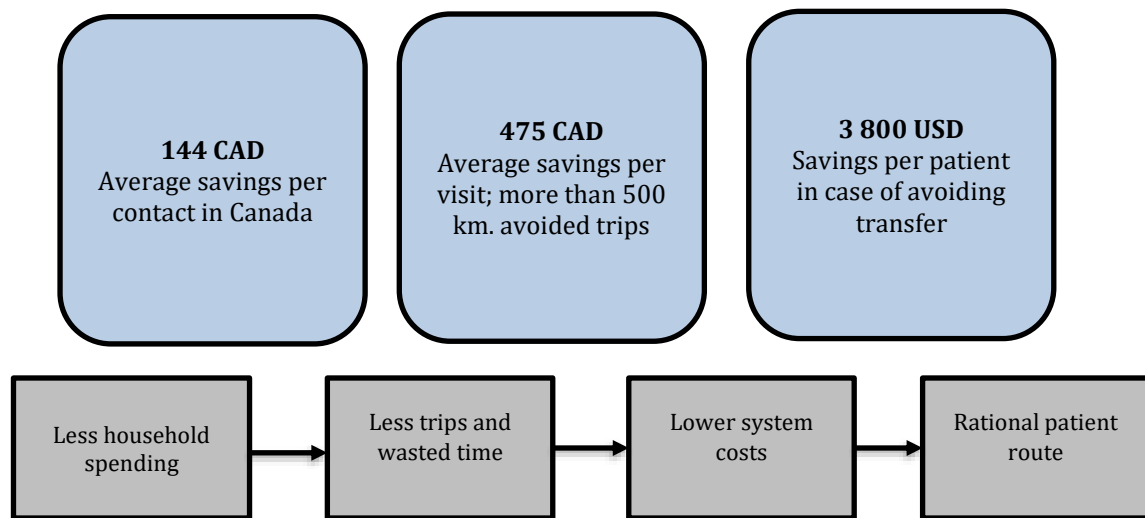 144 CAD
Average savings per
contact in Canada
475 CAD
Average savings per
visit; more than 500
km. avoided trips
3 800 USD
Savings per patient
in case of avoiding
transfer
Less household
spending
Less trips and
wasted time
Lower system
costs
Rational patient
route